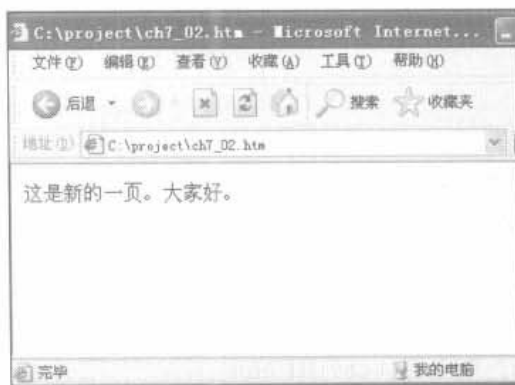 C:\project\ch7_02.htm - Microsoft Internet...
文件(F) 编辑(E) 查看(V) 收藏(A) 工具(T) 帮助(H)
后退 搜索 收藏夹
地址(D) C:\project\ch7_02.htm
这是新的一页。大家好。
完毕 我的电脑